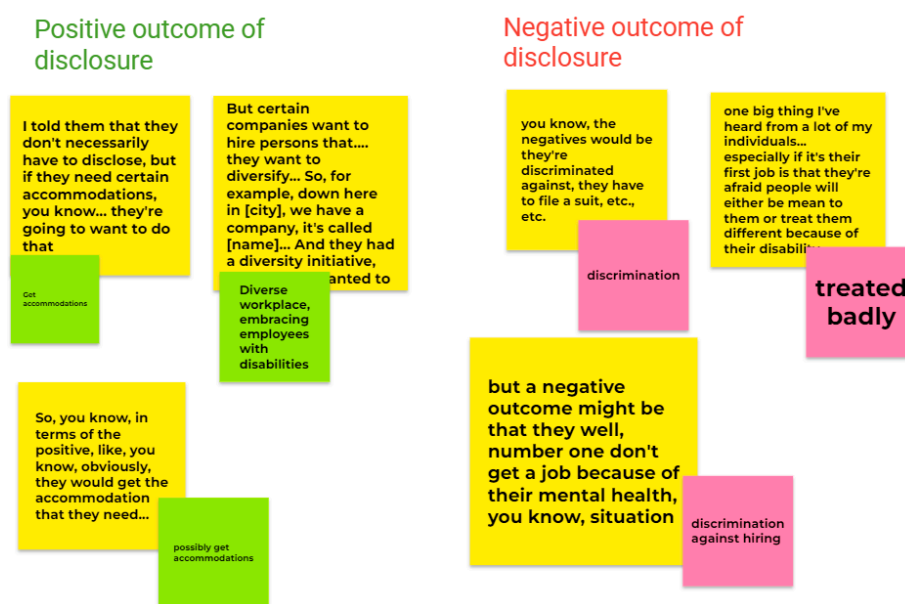 Positive outcome of
disclosure
I told them that they
don't necessarily
have to disclose, but
if they need certain
accommodations,
you know... they're
going to want to do
that
Get
accommodations
But certain
companies want to
hire persons that....
they want to
diversify... So, for
example, down here
in [city], we have a
company, it's called
[name]... And they had
a diversity initiative,
anted to
Diverse
workplace,
embracing
employees
with
disabilities
So, you know, in
terms of the
positive, like, you
know, obviously,
they would get the
accommodation
that they need...
possibly get
accommodations
Negative outcome of
disclosure
you know, the
negatives would be
they're
discriminated
against, they have
to file a suit, etc.,
etc.
discrimination
one big thing I've
heard from a lot of my
individuals...
especially if it's their
first job is that they're
afraid people will
either be mean to
them or treat them
different because of
their disability
treated
badly
but a negative
outcome might be
that they well,
number one don't
get a job because of
their mental health,
you know, situation
discrimination
against hiring